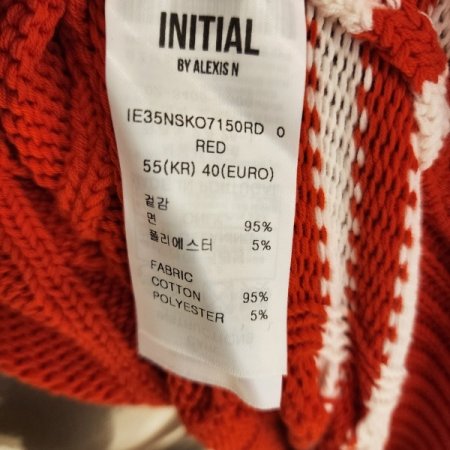 INITIAL
BY ALEXIS N
IE35NSKO7150RD O
RED
55(KR) 40(EURO)
겉감
면 95%
폴리에스터 5%
FABRIC
COTTON 95%
POLYESTER 5%